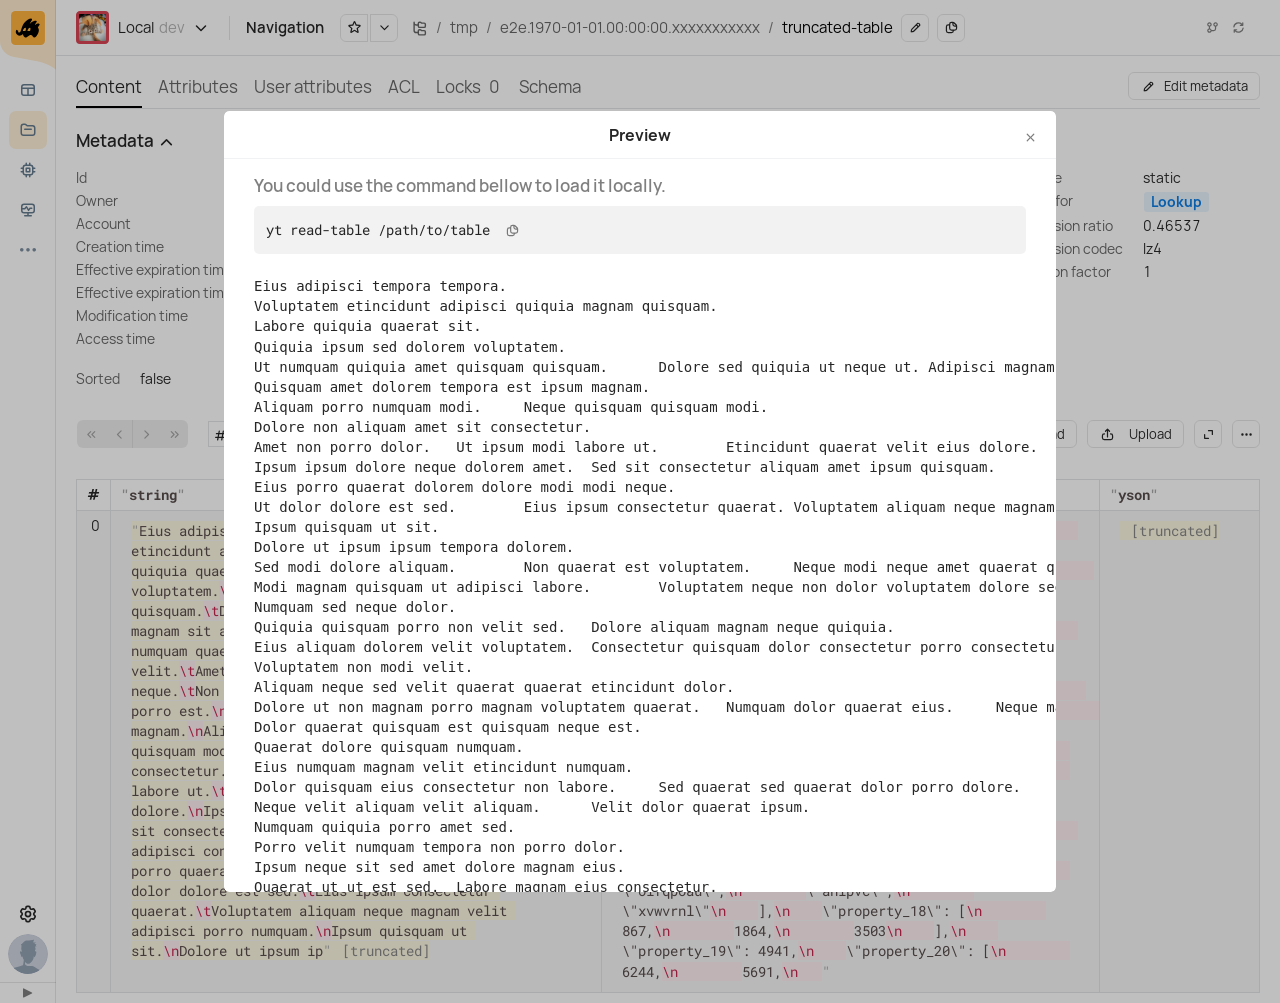 Local dev
Navigation
/ tmp / e2e.1970-01-01.00:00:00.xxxxxxxxxxx / truncated-table
Content Attributes User attributes ACL Locks 0 Schema
Edit metadata
Metadata
Id
Owner
Account
Creation time
Effective expiration tim
Effective expiration tim
Modification time
Access time
static
for Lookup
sion ratio 0.46537
sion codec lz4
on factor 1
Sorted false
Upload
Preview
You could use the command bellow to load it locally.
yt read-table /path/to/table
Eius adipisci tempora tempora.
Voluptatem etincidunt adipisci quiquia magnam quisquam.
Labore quiquia quaerat sit.
Quiquia ipsum sed dolorem voluptatem.
Ut numquam quiquia amet quisquam quisquam. Dolore sed quiquia ut neque ut. Adipisci magnam
Quisquam amet dolorem tempora est ipsum magnam.
Aliquam porro numquam modi. Neque quisquam quisquam modi.
Dolore non aliquam amet sit consectetur.
Amet non porro dolor. Ut ipsum modi labore ut. Etincidunt quaerat velit eius dolore.
Ipsum ipsum dolore neque dolorem amet. Sed sit consectetur aliquam amet ipsum quisquam.
Eius porro quaerat dolorem dolore modi modi neque.
Ut dolor dolore est sed. Eius ipsum consectetur quaerat. Voluptatem aliquam neque magnam
Ipsum quisquam ut sit.
Dolore ut ipsum ipsum tempora dolorem.
Sed modi dolore aliquam. Non quaerat est voluptatem. Neque modi neque amet quaerat q
Modi magnam quisquam ut adipisci labore. Voluptatem neque non dolor voluptatem dolore sed
Numquam sed neque dolor.
Quiquia quisquam porro non velit sed. Dolore aliquam magnam neque quiquia.
Eius aliquam dolorem velit voluptatem. Consectetur quisquam dolor consectetur porro consectetu
Voluptatem non modi velit.
Aliquam neque sed velit quaerat quaerat etincidunt dolor.
Dolore ut non magnam porro magnam voluptatem quaerat. Numquam dolor quaerat eius. Neque m
Dolor quaerat quisquam est quisquam neque est.
Quaerat dolore quisquam numquam.
Eius numquam magnam velit etincidunt numquam.
Dolor quisquam eius consectetur non labore. Sed quaerat sed quaerat dolor porro dolore.
Neque velit aliquam velit aliquam. Velit dolor quaerat ipsum.
Numquam quiquia porro amet sed.
Porro velit numquam tempora non porro dolor.
Ipsum neque sit sed amet dolore magnam eius.
Quaerat ut ut est sed. Labore magnam eius consectetur.
# "string" "yson"
0
"Eius adipis
etincidunt a
quiquia quae
voluptatem.\
quisquam.\tD
magnam sit a
numquam quae
velit.\tAmet
neque.\tNon
porro est.\n
magnam.\nAli
quisquam mod
consectetur.
labore ut.\t
dolore.\nIps
sit consecte
adipisci con
porro quaera
dolor dolore est sed.\tEius ipsum consectetur
quaerat.\tVoluptatem aliquam neque magnam velit
adipisci porro numquam.\nIpsum quisquam ut
sit.\nDolore ut ipsum ip" [truncated]
\"xvwvrnl\"\n ],\n \"property_18\": [\n
867,\n 1864,\n 3503\n ],\n
\"property_19\": 4941,\n \"property_20\": [\n
6244,\n 5691,\n "
[truncated]